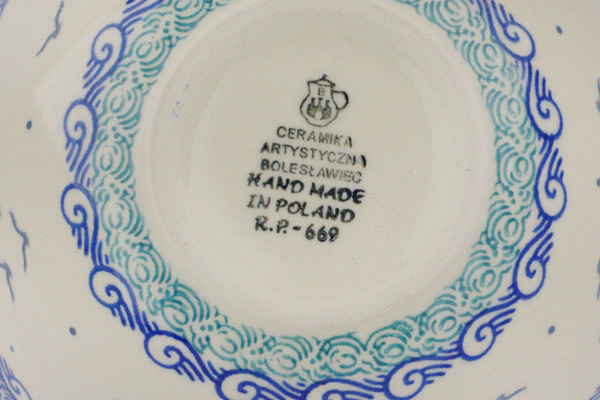 B
CERAMIKA
ARTYSTYCZNA
BOLESŁAWIEC
HAND MADE
IN POLAND
R.P.-669